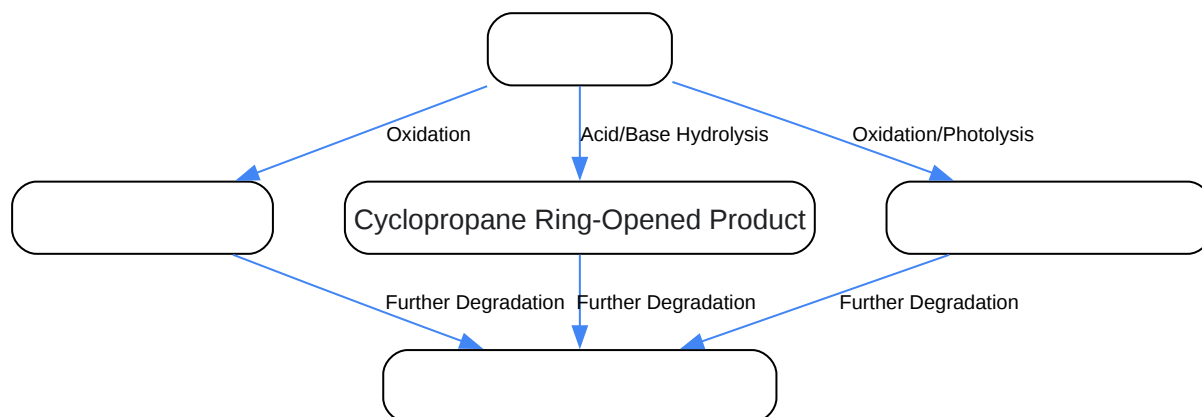 Oxidation
Acid/Base Hydrolysis
Oxidation/Photolysis
Cyclopropane Ring-Opened Product
Further Degradation
Further Degradation
Further Degradation